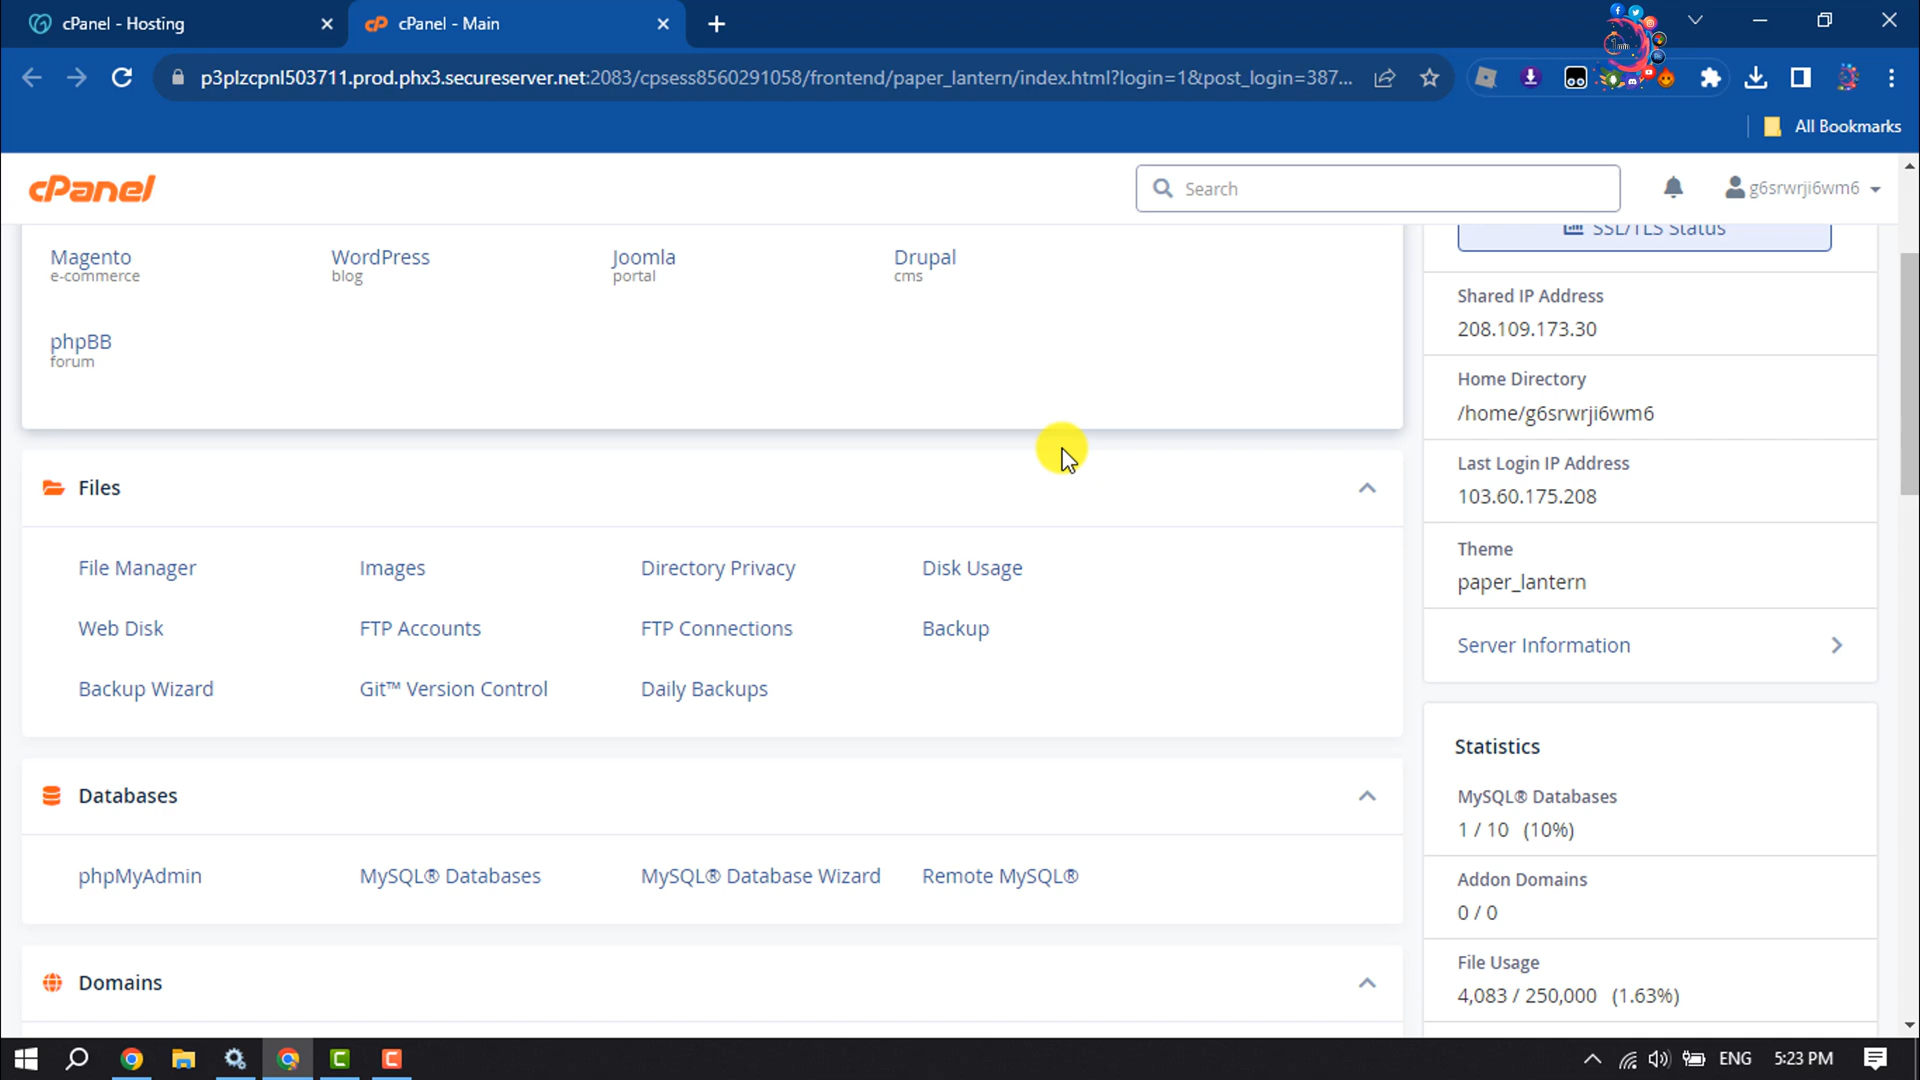 cPanel - Hosting
cPanel - Main
p3plzcpnl503711.prod.phx3.secureserver.net:2083/cpsess8560291058/frontend/paper_lantern/index.html?login=1&post_login=387...
All Bookmarks
cPanel
Search
g6srwrji6wm6
Magento
e-commerce
WordPress
blog
Joomla
portal
Drupal
cms
phpBB
forum
SSL/TLS Status
Shared IP Address
208.109.173.30
Home Directory
/home/g6srwrji6wm6
Last Login IP Address
103.60.175.208
Theme
paper_lantern
Server Information
Files
File Manager
Images
Directory Privacy
Disk Usage
Web Disk
FTP Accounts
FTP Connections
Backup
Backup Wizard
Git™ Version Control
Daily Backups
Databases
phpMyAdmin
MySQL® Databases
MySQL® Database Wizard
Remote MySQL®
Domains
Statistics
MySQL® Databases
1 / 10 (10%)
Addon Domains
0 / 0
File Usage
4,083 / 250,000 (1.63%)
ENG
5:23 PM